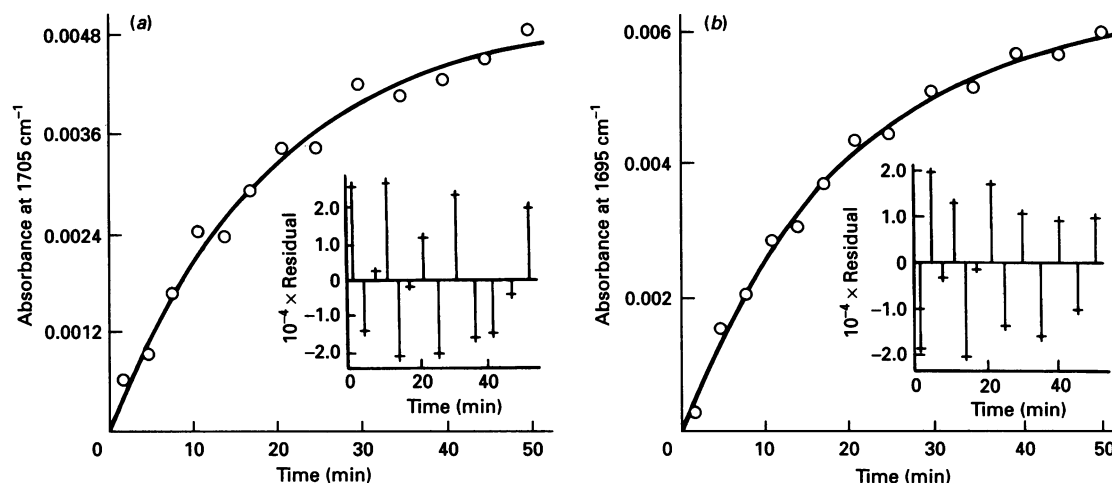 (a)
Absorbance at 1705 cm⁻¹
0.0048
0.0036
0.0024
0.0012
0 10 20 30 40 50
Time (min)
10⁻⁴ × Residual
2.0
1.0
0
−1.0
−2.0
0 20 40
Time (min)
(b)
Absorbance at 1695 cm⁻¹
0.006
0.006
0.004
0.002
0 10 20 30 40 50
Time (min)
10⁻⁴ × Residual
2.0
1.0
0
−1.0
−2.0
0 20 40
Time (min)